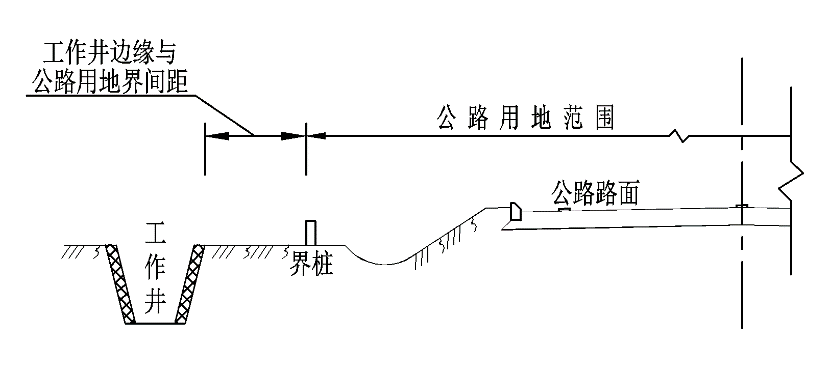 工作井边缘与
公路用地界间距
公路用地范围
公路路面
工作井
界桩